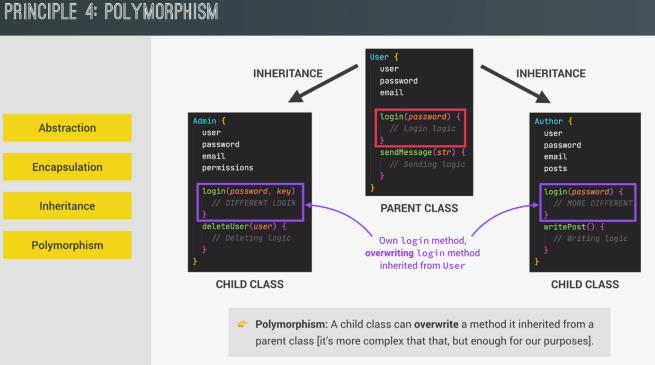 PRINCIPLE 4: POLYMORPHISM
Abstraction
Encapsulation
Inheritance
Polymorphism
INHERITANCE
User {
user
password
email
login(password) {
// Login logic
}
sendMessage(str) {
// Sending logic
}
}
PARENT CLASS
INHERITANCE
Admin {
user
password
email
permissions
login(password, key) {
// DIFFERENT LOGIN
}
deleteUser(user) {
// Deleting logic
}
}
CHILD CLASS
Own login method,
overwriting login method
inherited from User
Author {
user
password
email
posts
login(password) {
// MORE DIFFERENT
}
writePost() {
// Writing logic
}
}
CHILD CLASS
👉 Polymorphism: A child class can overwrite a method it inherited from a
parent class [it's more complex that that, but enough for our purposes].